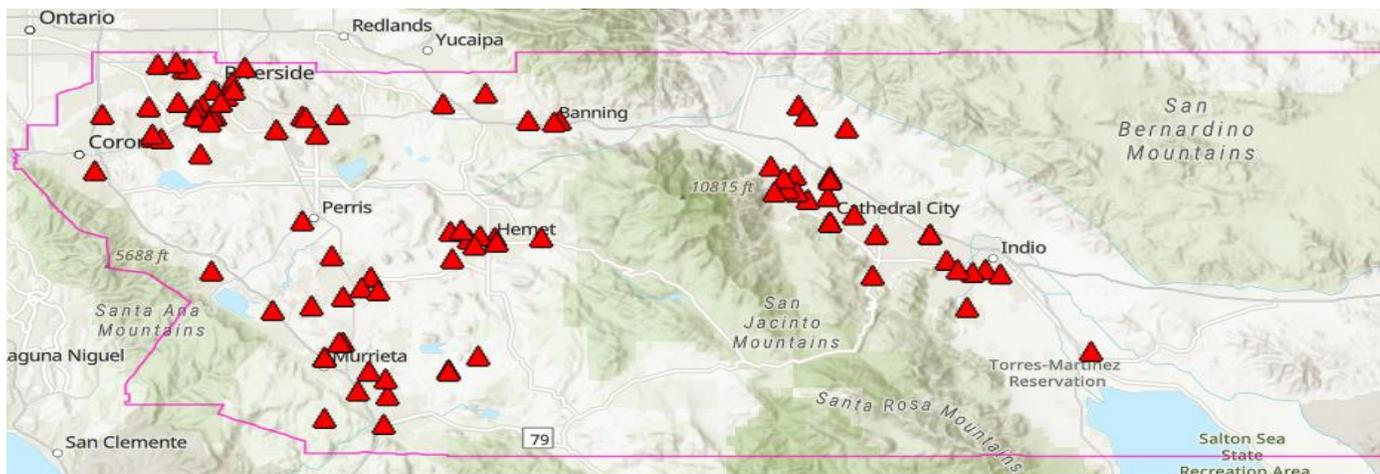 Ontario
Redlands
Yucaipa
Riverside
Banning
San
Bernardino
Mountains
Corona
10815 ft
Cathedral City
Perris
Hemet
5688 ft
Indio
Santa Ana
Mountains
San
Jacinto
Mountains
Laguna Niguel
Murrieta
Torres-Martinez
Reservation
Santa Rosa Mountains
San Clemente
79
Salton Sea
State
Recreation Area